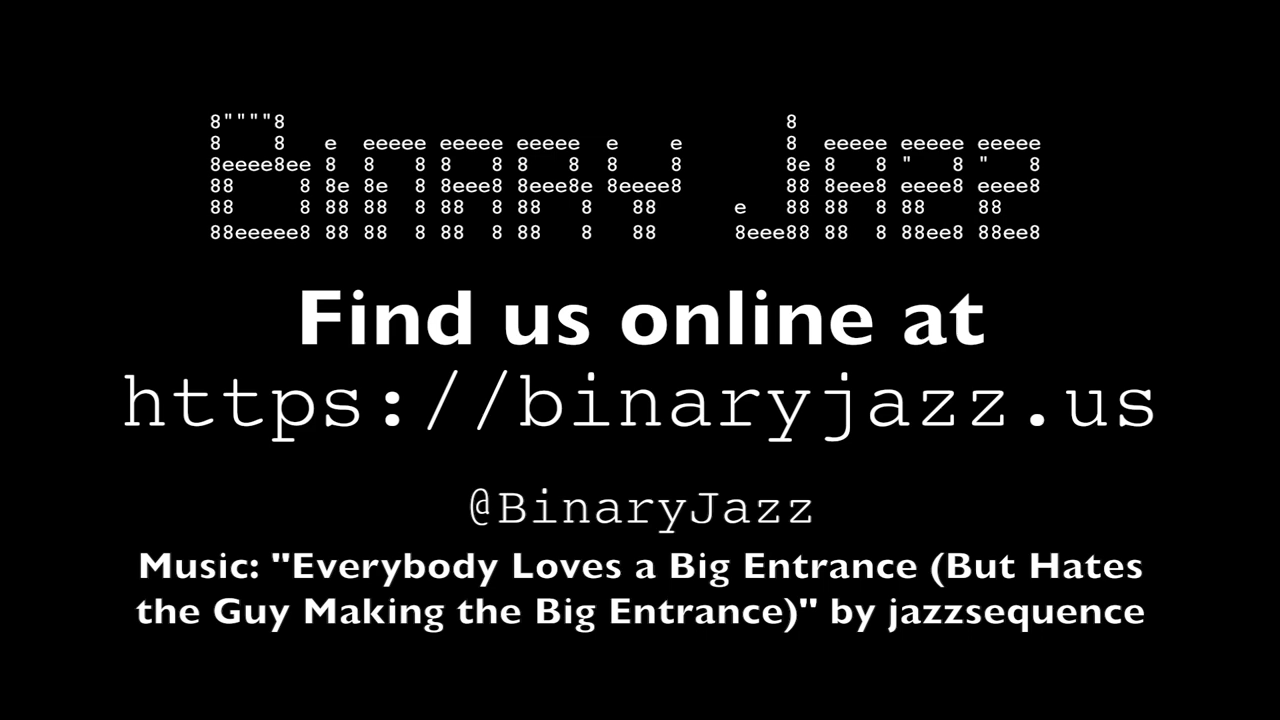 Binary Jazz
Find us online at
https://binaryjazz.us
@BinaryJazz
Music: "Everybody Loves a Big Entrance (But Hates
the Guy Making the Big Entrance)" by jazzsequence